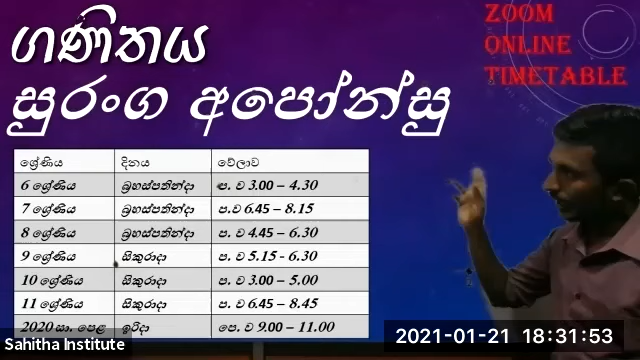 ගණිතය
සුරංග අපෝන්සු
ZOOM
ONLINE
TIMETABLE
ශ්‍රේණිය දිනය වේලාව
6 ශ්‍රේණිය බ්‍රහස්පතින්දා ප. ව 3.00 – 4.30
7 ශ්‍රේණිය බ්‍රහස්පතින්දා ප.ව 6.45 – 8.15
8 ශ්‍රේණිය බ්‍රහස්පතින්දා ප. ව 4.45 – 6.30
9 ශ්‍රේණිය සිකුරාදා ප. ව 5.15 - 6.30
10 ශ්‍රේණිය සිකුරාදා ප. ව 3.00 – 5.00
11 ශ්‍රේණිය සිකුරාදා ප. ව 6.45 – 8.45
2020 සා. පෙළ ඉරිදා පෙ. ව 9.00 – 11.00
Sahitha Institute
2021-01-21 18:31:53